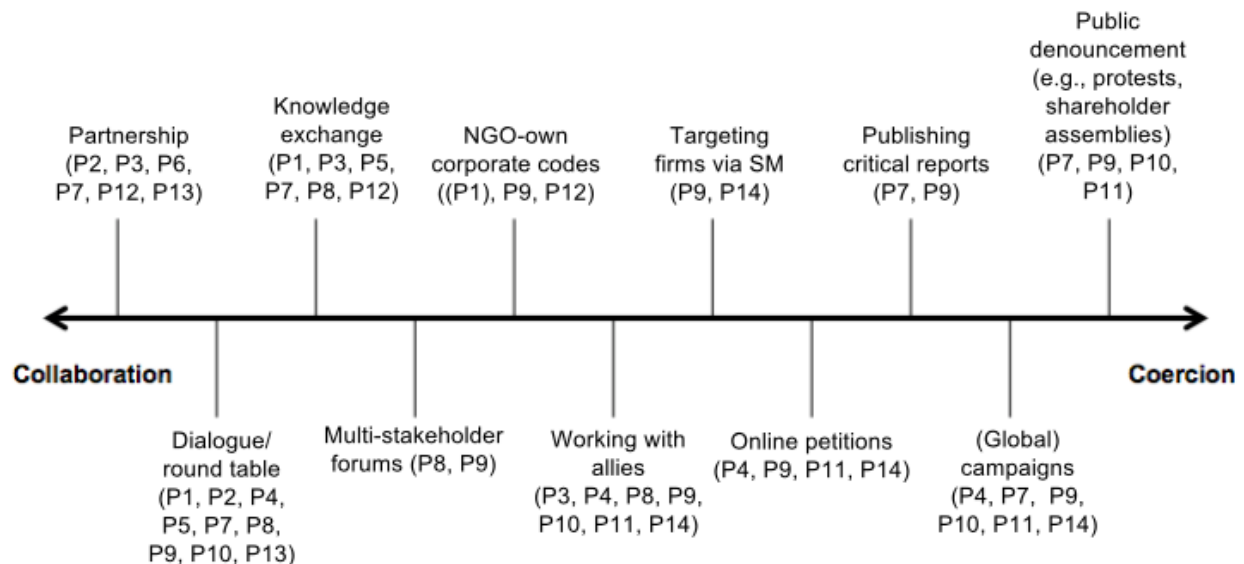 Public
denouncement
(e.g., protests,
shareholder
assemblies)
(P7, P9, P10,
P11)
Knowledge
exchange
(P1, P3, P5,
P7, P8, P12)
Partnership
(P2, P3, P6,
P7, P12, P13)
NGO-own
corporate codes
((P1), P9, P12)
Targeting
firms via SM
(P9, P14)
Publishing
critical reports
(P7, P9)
Collaboration
Coercion
Dialogue/
round table
(P1, P2, P4,
P5, P7, P8,
P9, P10, P13)
Multi-stakeholder
forums (P8, P9)
Working with
allies
(P3, P4, P8, P9,
P10, P11, P14)
Online petitions
(P4, P9, P11, P14)
(Global)
campaigns
(P4, P7,  P9,
P10, P11, P14)